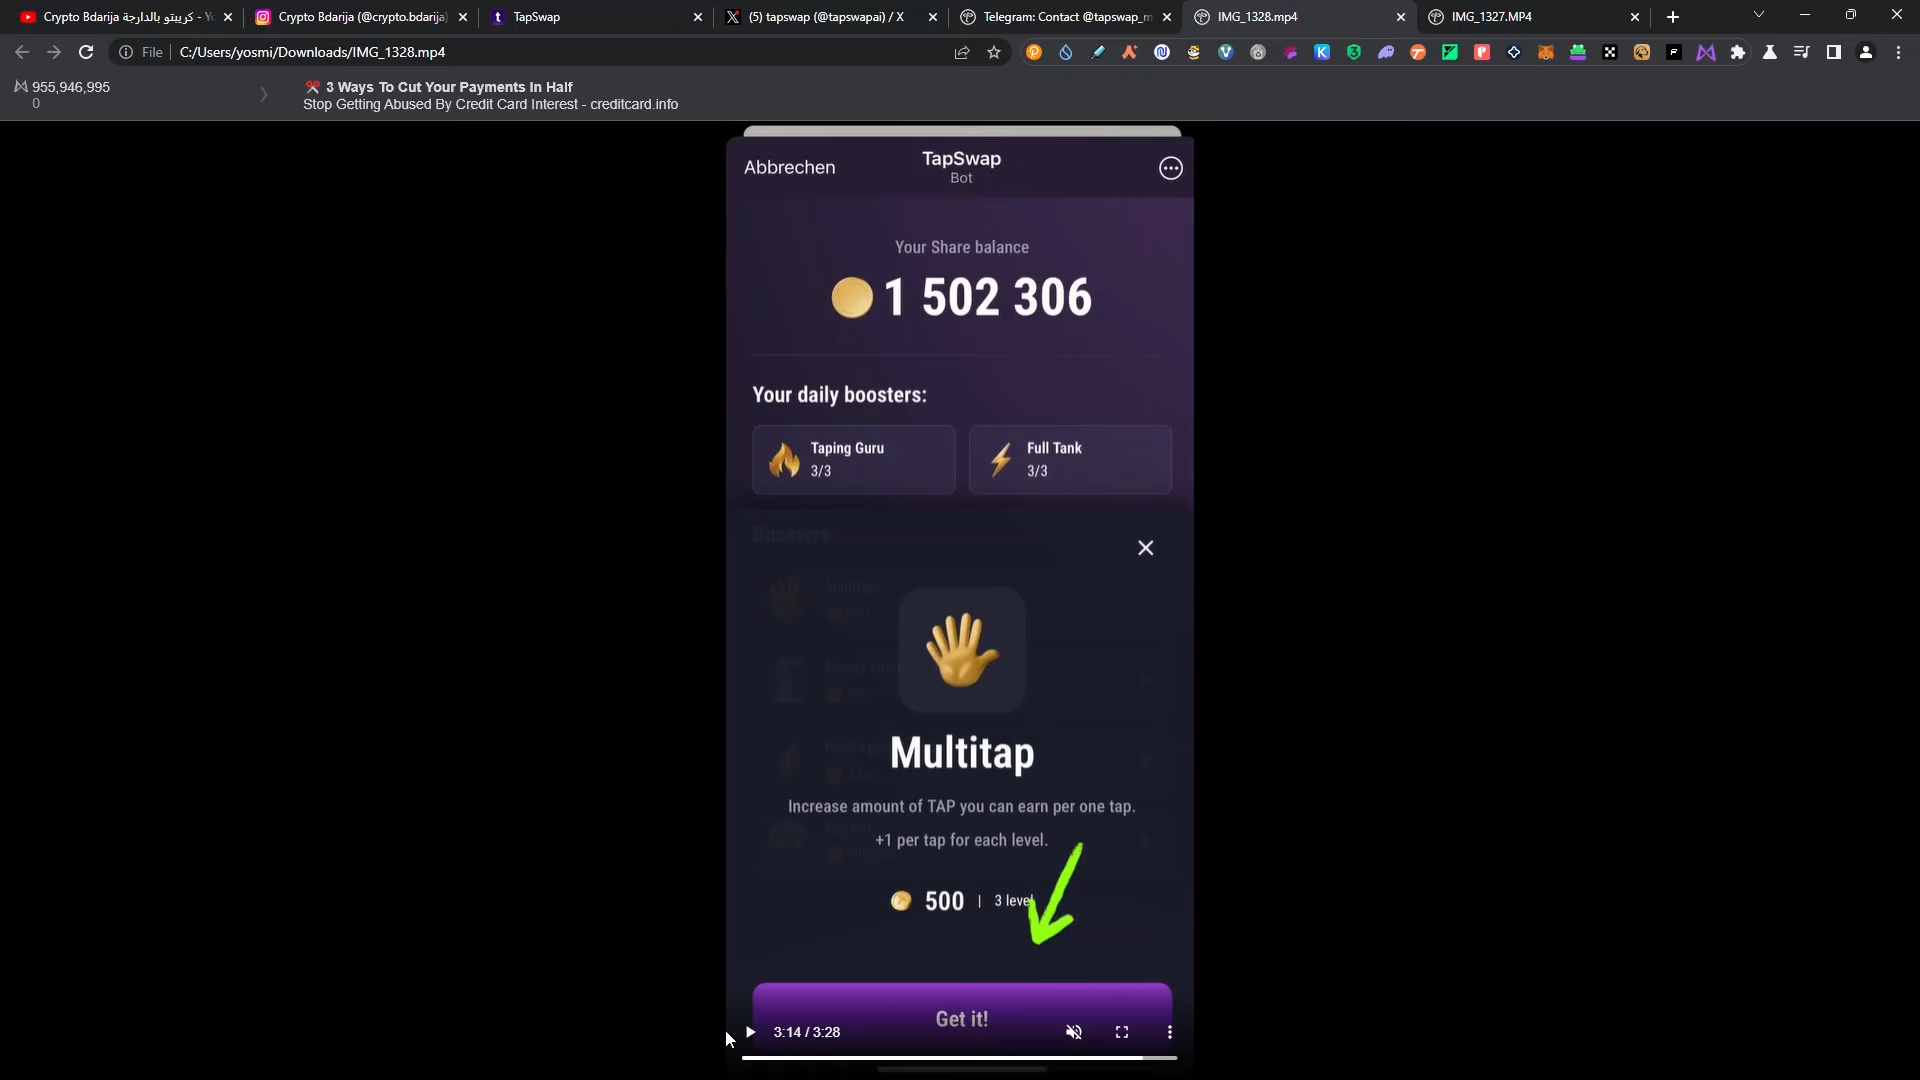 Crypto Bdarija كريبتو بالدارجة - Yo
Crypto Bdarija (@crypto.bdarija)
TapSwap
(5) tapswap (@tapswapai) / X
Telegram: Contact @tapswap_m
IMG_1328.mp4
IMG_1327.MP4
File
C:/Users/yosmi/Downloads/IMG_1328.mp4
955,946,995
0
3 Ways To Cut Your Payments In Half
Stop Getting Abused By Credit Card Interest - creditcard.info
Abbrechen
TapSwap
Bot
Your Share balance
1 502 306
Your daily boosters:
Taping Guru
3/3
Full Tank
3/3
Boosters
Multitap
Multitap
Increase amount of TAP you can earn per one tap.
+1 per tap for each level.
500 | 3 level
Get it!
3:14 / 3:28